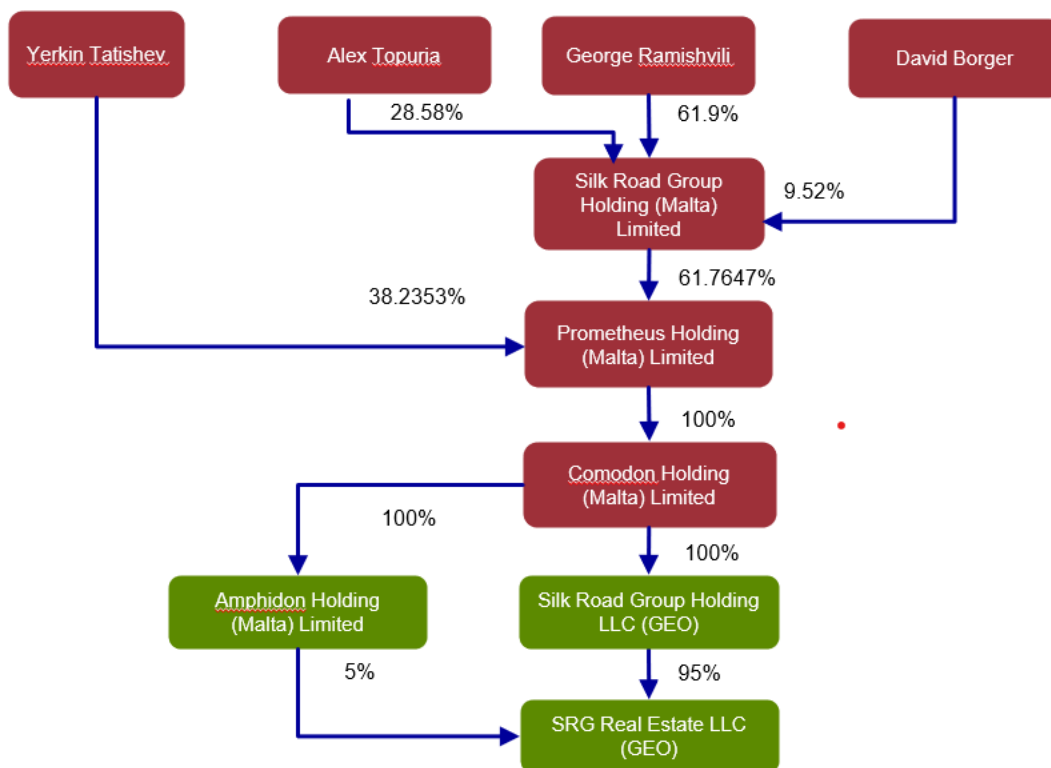 Yerkin Tatishev
Alex Topuria
George Ramishvili
David Borger
28.58%
61.9%
Silk Road Group
Holding (Malta)
Limited
9.52%
38.2353%
61.7647%
Prometheus Holding
(Malta) Limited
100%
Comodon Holding
(Malta) Limited
100%
100%
Amphidon Holding
(Malta) Limited
Silk Road Group Holding
LLC (GEO)
5%
95%
SRG Real Estate LLC
(GEO)